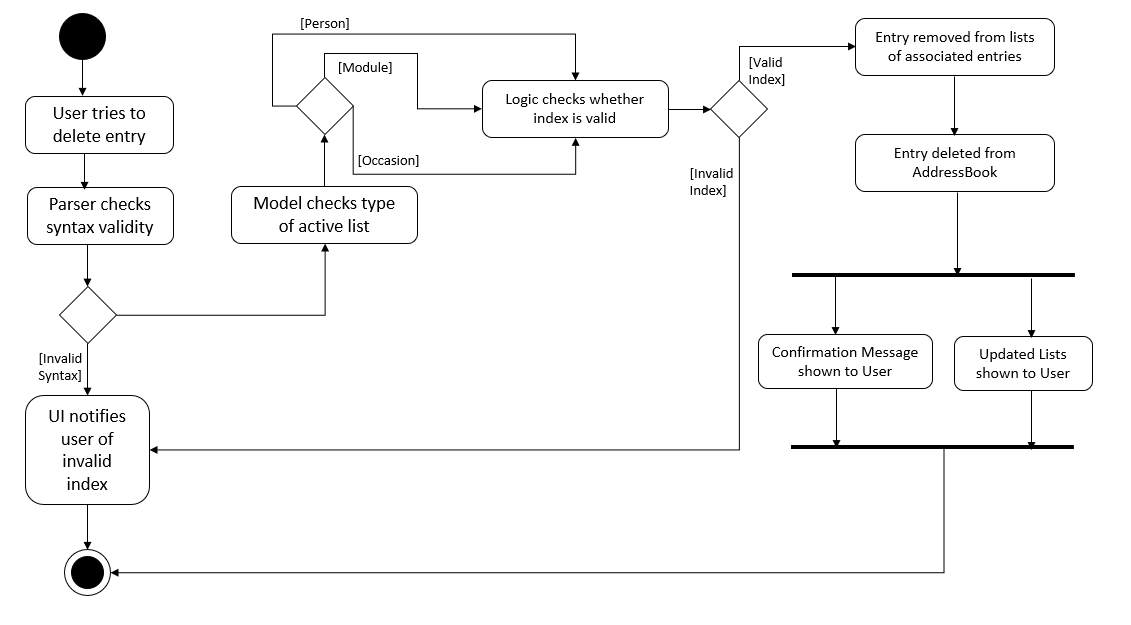 [Person]
[Module]
[Occasion]
User tries to
delete entry
Parser checks
syntax validity
[Invalid
Syntax]
UI notifies
user of
invalid
index
Model checks type
of active list
Logic checks whether
index is valid
[Valid
Index]
[Invalid
Index]
Entry removed from lists
of associated entries
Entry deleted from
AddressBook
Confirmation Message
shown to User
Updated Lists
shown to User